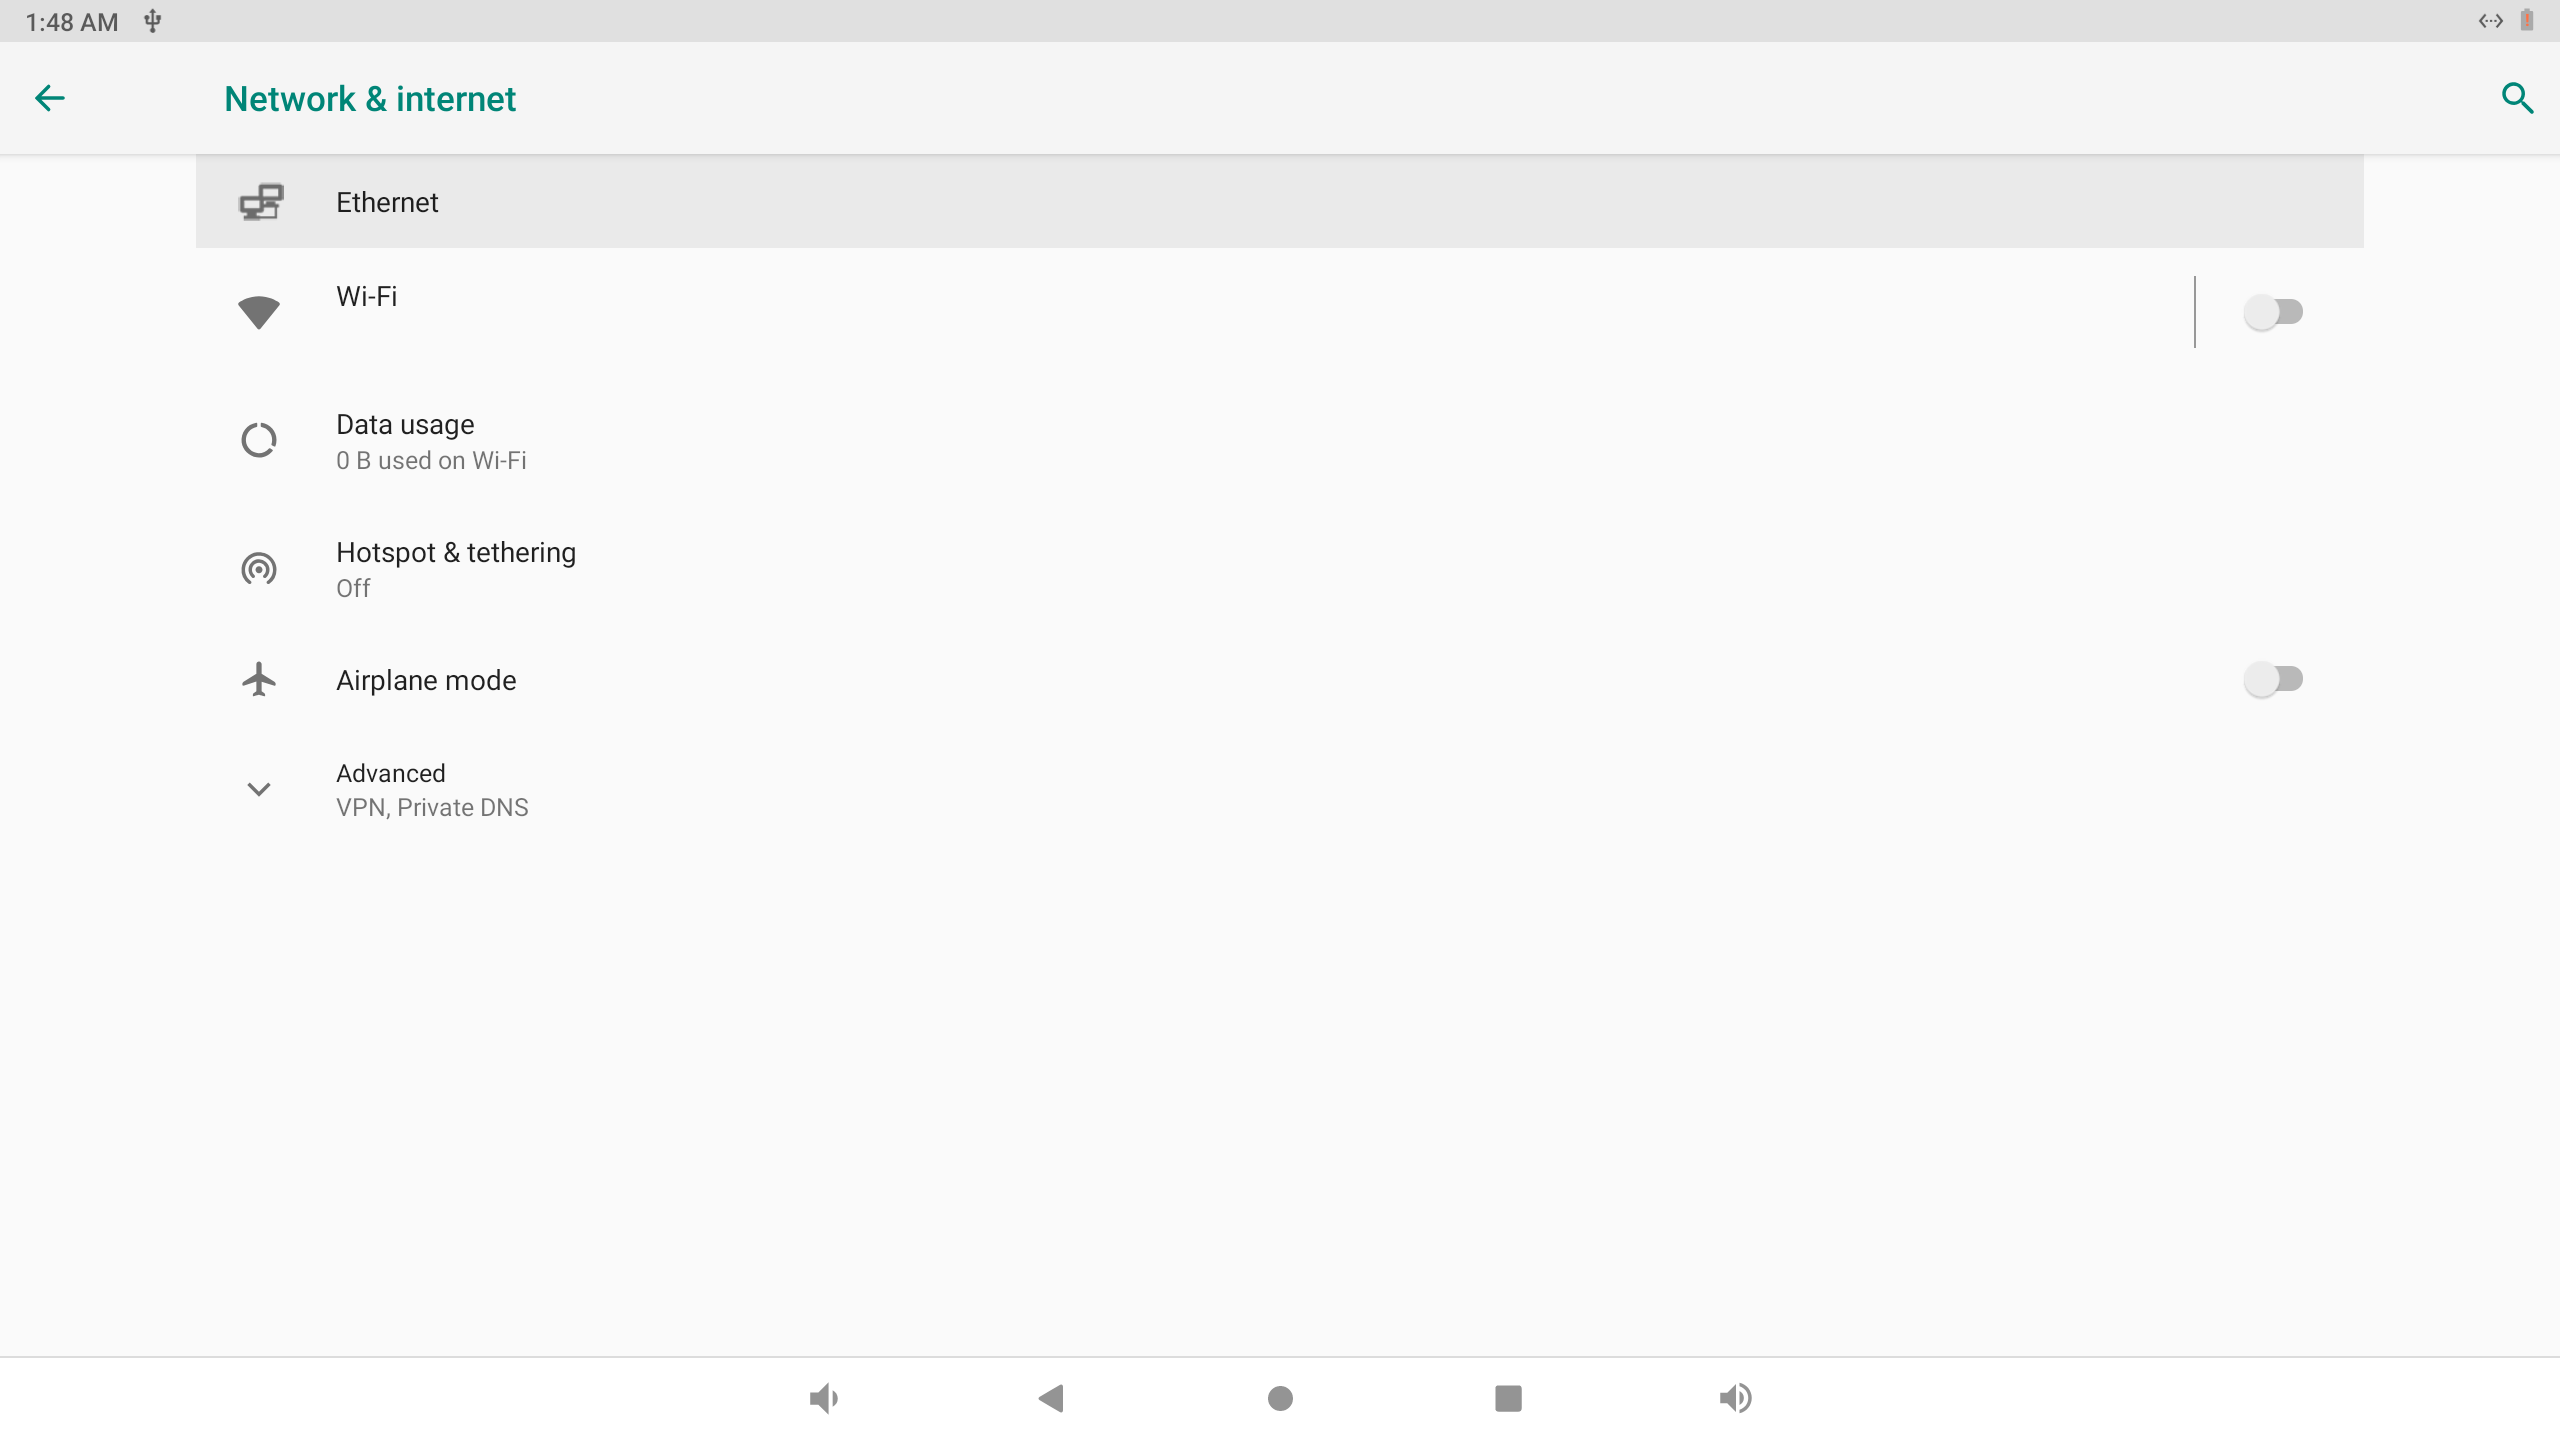 1:48 AM
Network & internet
Ethernet
Wi-Fi
Data usage
0 B used on Wi-Fi
Hotspot & tethering
Off
Airplane mode
Advanced
VPN, Private DNS